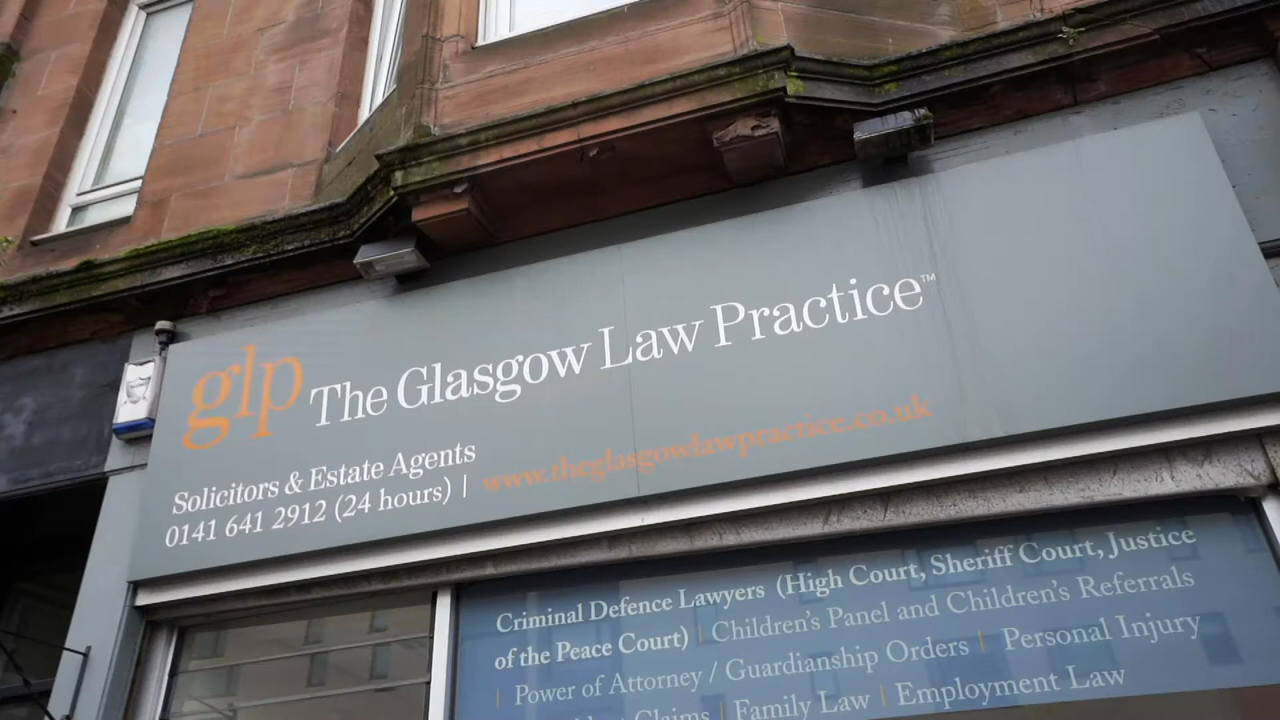 glp The Glasgow Law Practice™
Solicitors & Estate Agents
0141 641 2912 (24 hours) | www.theglasgowlawpractice.co.uk
Criminal Defence Lawyers (High Court, Sheriff Court, Justice
of the Peace Court) | Children's Panel and Children's Referrals
| Power of Attorney / Guardianship Orders | Personal Injury
Claims | Family Law | Employment Law